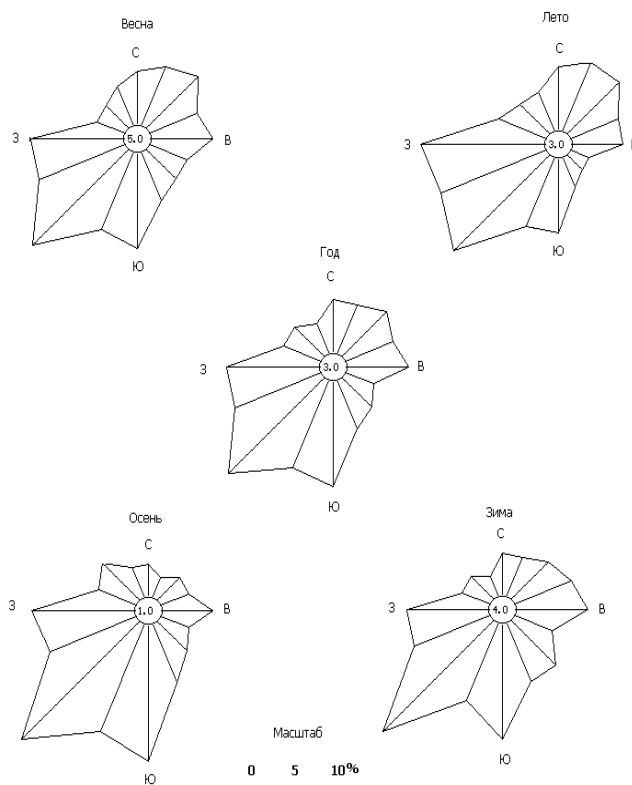 Весна
С
З 5.0 В
Ю
Лето
С
З 3.0
Ю
Год
С
З 3.0 В
Ю
Осень
С
З 1.0 В
Ю
Зима
С
З 4.0 В
Ю
Масштаб
0 5 10%